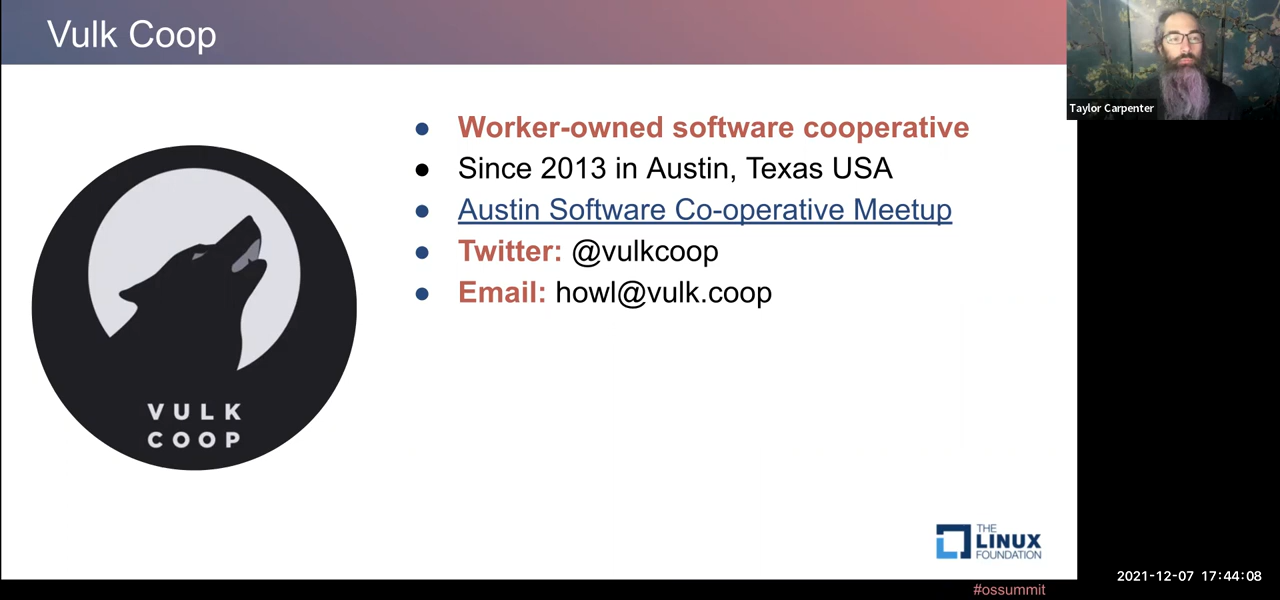 Vulk Coop
Taylor Carpenter
Worker-owned software cooperative
Since 2013 in Austin, Texas USA
Austin Software Co-operative Meetup
Twitter: @vulkcoop
Email: howl@vulk.coop
VULK
COOP
THE
LINUX
FOUNDATION
2021-12-07 17:44:08
#ossummit